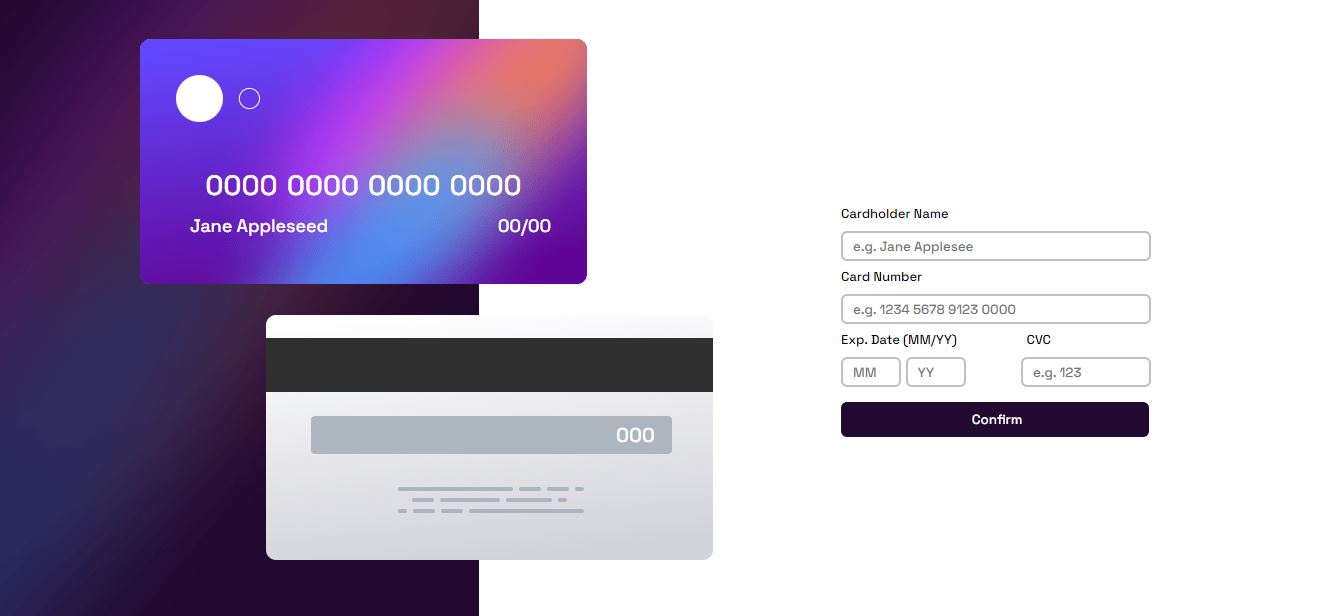 0000 0000 0000 0000
Jane Appleseed 00/00
000
Cardholder Name
e.g. Jane Applesee
Card Number
e.g. 1234 5678 9123 0000
Exp. Date (MM/YY) CVC
MM YY e.g. 123
Confirm